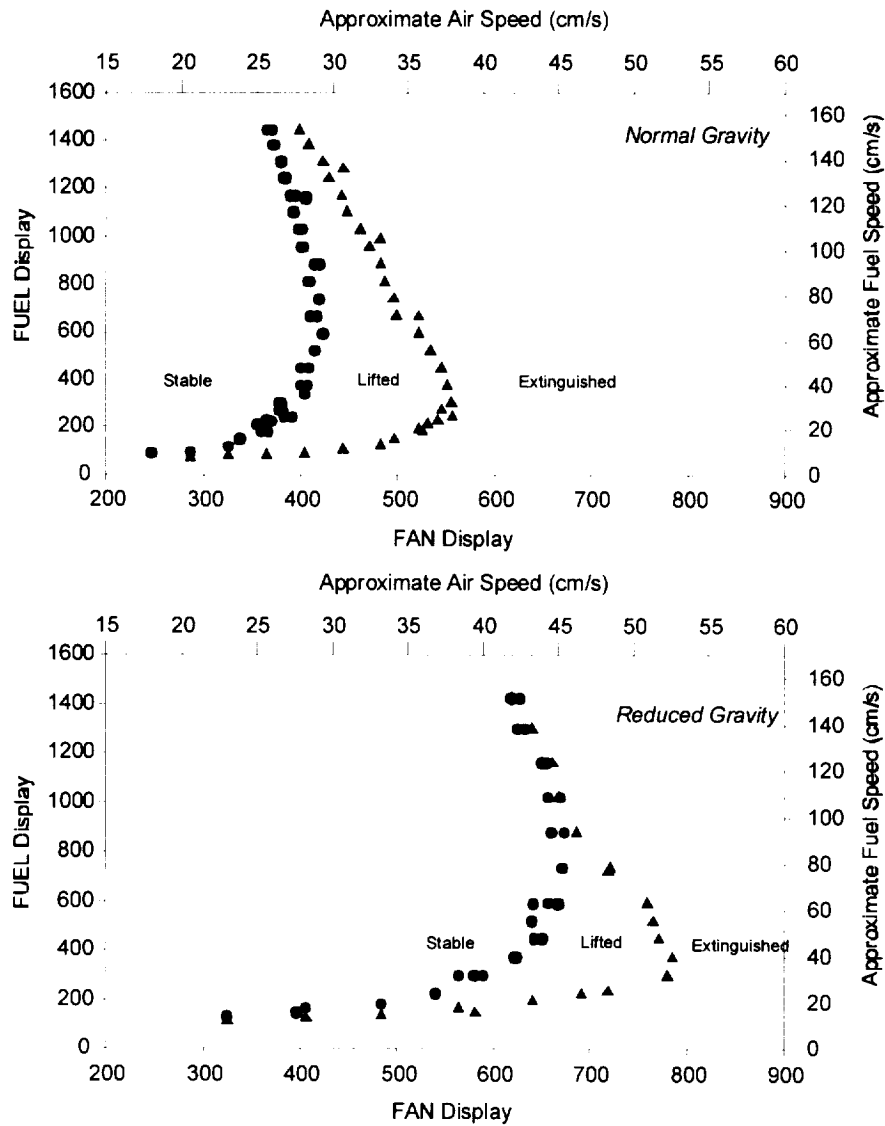 Approximate Air Speed (cm/s)
15 20 25 30 35 40 45 50 55 60
1600
1400
1200
1000
800
600
400
200
0
FUEL Display
Normal Gravity
Stable
Lifted
Extinguished
160
140
120
100
80
60
40
20
0
Approximate Fuel Speed (cm/s)
200 300 400 500 600 700 800 900
FAN Display
Approximate Air Speed (cm/s)
15 20 25 30 35 40 45 50 55 60
1600
1400
1200
1000
800
600
400
200
0
FUEL Display
Reduced Gravity
Stable
Lifted
Extinguished
160
140
120
100
80
60
40
20
0
Approximate Fuel Speed (cm/s)
200 300 400 500 600 700 800 900
FAN Display